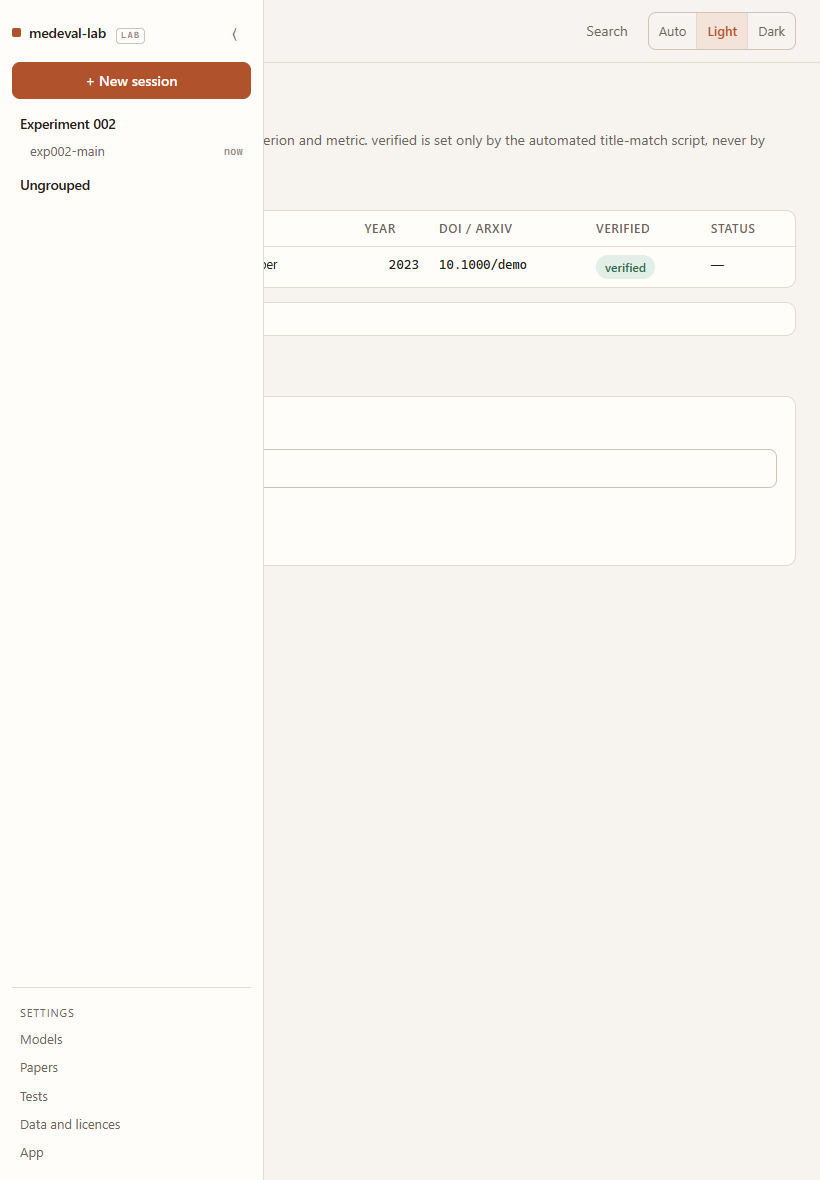 medeval-lab LAB ⟨
Search Auto Light Dark
+ New session
Experiment 002
exp002-main now
Ungrouped
and metric. verified is set only by the automated title-match script, never by
YEAR DOI / ARXIV VERIFIED STATUS
2023 10.1000/demo verified —
SETTINGS
Models
Papers
Tests
Data and licences
App